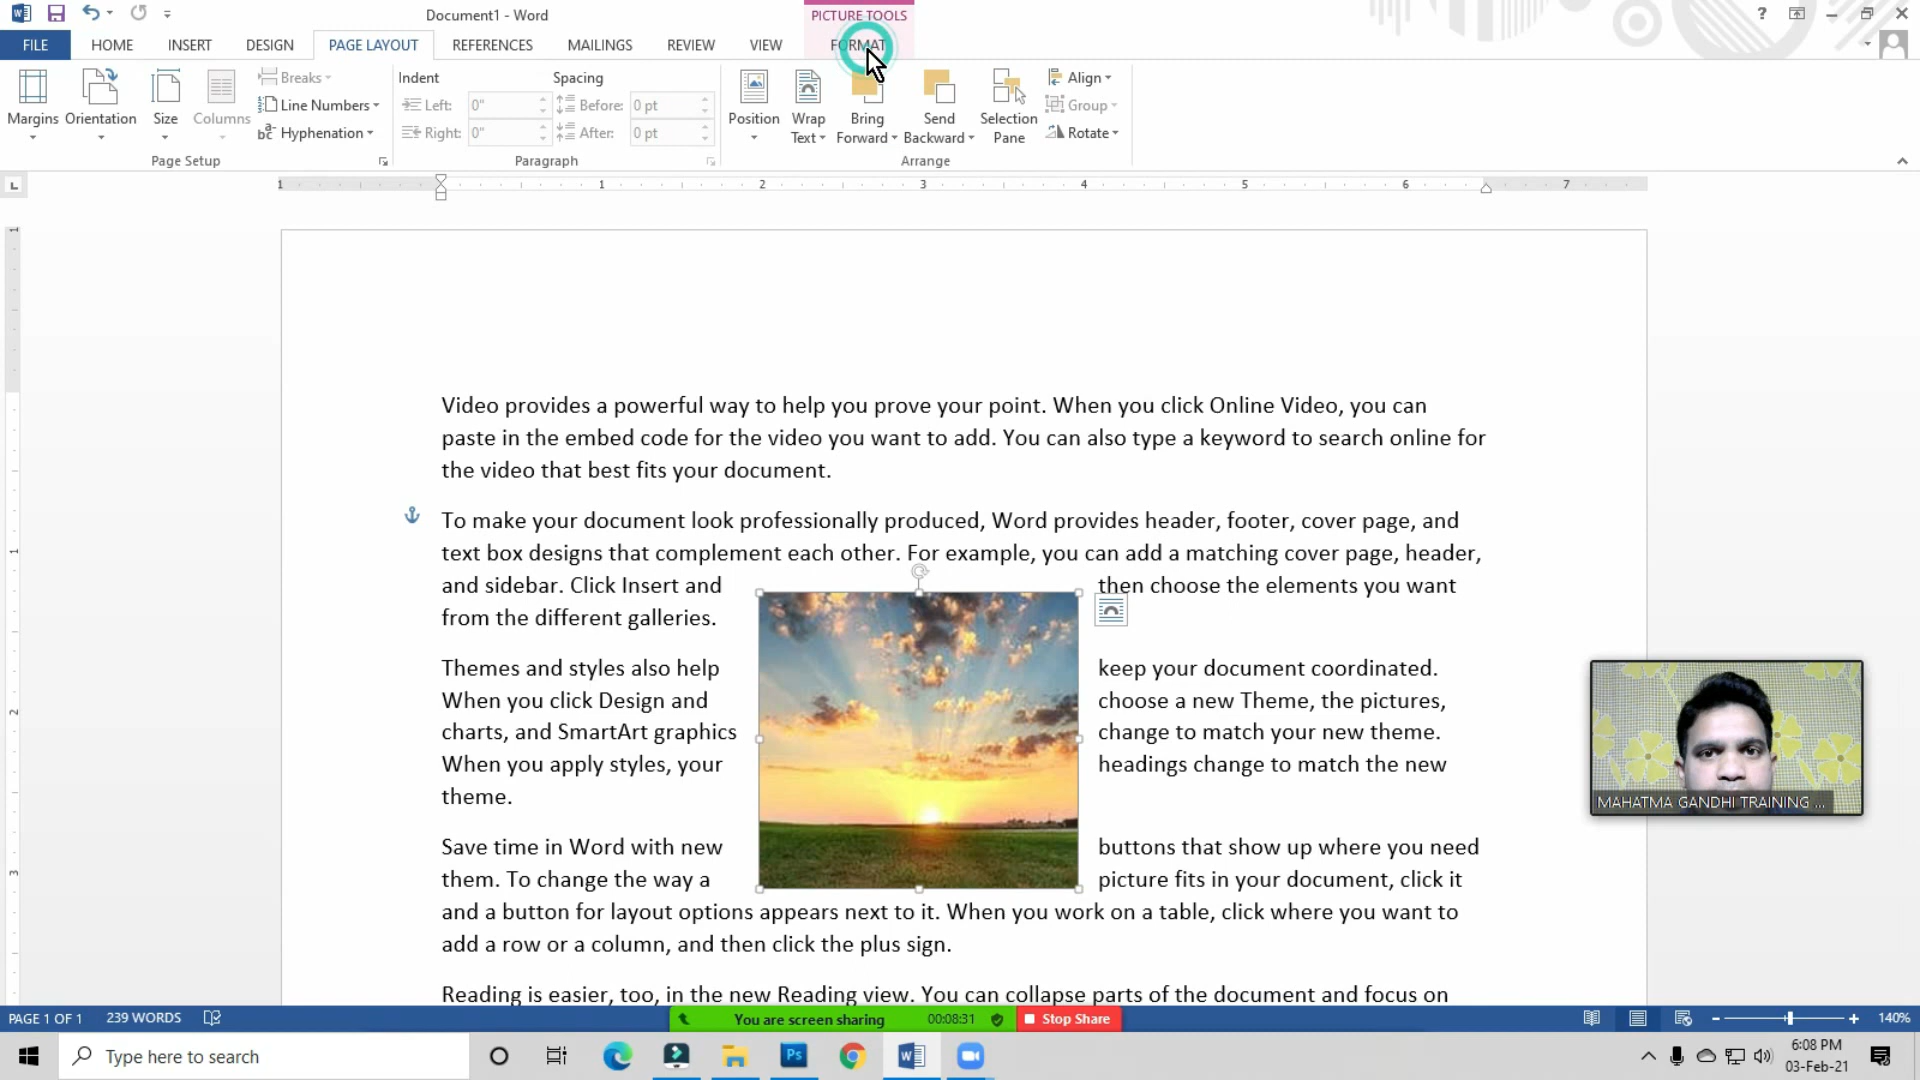 Document1 - Word
PICTURE TOOLS
FILE
HOME
INSERT
DESIGN
PAGE LAYOUT
REFERENCES
MAILINGS
REVIEW
VIEW
FORMAT
Margins
Orientation
Size
Columns
Breaks
Line Numbers
Hyphenation
Page Setup
Indent
Left:
0"
Right:
0"
Spacing
Before:
0 pt
After:
0 pt
Paragraph
Position
Wrap
Text
Bring
Forward
Send
Backward
Selection
Pane
Align
Group
Rotate
Arrange
1 1 2 3 4 5 6 7
1
1
2
3
Video provides a powerful way to help you prove your point. When you click Online Video, you can
paste in the embed code for the video you want to add. You can also type a keyword to search online for
the video that best fits your document.
To make your document look professionally produced, Word provides header, footer, cover page, and
text box designs that complement each other. For example, you can add a matching cover page, header,
and sidebar. Click Insert and then choose the elements you want
from the different galleries.
Themes and styles also help keep your document coordinated.
When you click Design and choose a new Theme, the pictures,
charts, and SmartArt graphics change to match your new theme.
When you apply styles, your headings change to match the new
theme.
Save time in Word with new buttons that show up where you need
them. To change the way a picture fits in your document, click it
and a button for layout options appears next to it. When you work on a table, click where you want to
add a row or a column, and then click the plus sign.
Reading is easier, too, in the new Reading view. You can collapse parts of the document and focus on
MAHATMA GANDHI TRAINING ...
PAGE 1 OF 1
239 WORDS
You are screen sharing
00:08:31
Stop Share
140%
Type here to search
Ps
6:08 PM
03-Feb-21